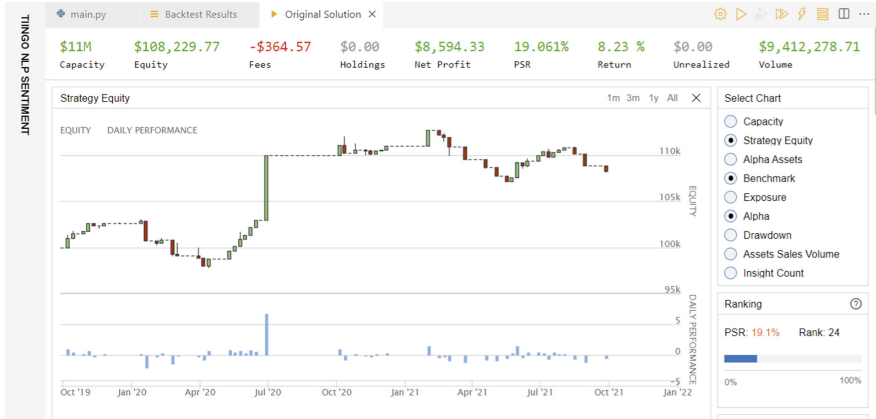 TIINGO NLP SENTIMENT
main.py
Backtest Results
Original Solution
$11M
$108,229.77
-$364.57
$0.00
$8,594.33
19.061%
8.23 %
$0.00
$9,412,278.71
Capacity
Equity
Fees
Holdings
Net Profit
PSR
Return
Unrealized
Volume
Strategy Equity
1m 3m 1y All
EQUITY DAILY PERFORMANCE
110k
105k
100k
95k
EQUITY
5
0
-5
DAILY PERFORMANCE
Oct '19 Jan '20 Apr '20 Jul '20 Oct '20 Jan '21 Apr '21 Jul '21 Oct '21 Jan '22
Select Chart
Capacity
Strategy Equity
Alpha Assets
Benchmark
Exposure
Alpha
Drawdown
Assets Sales Volume
Insight Count
Ranking
PSR: 19.1% Rank: 24
0% 100%